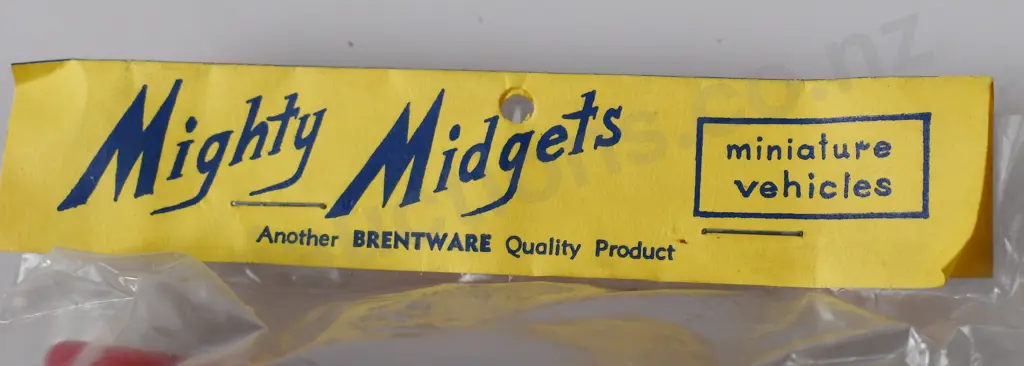 Mighty Midgets
miniature
vehicles
Another BRENTWARE Quality Product